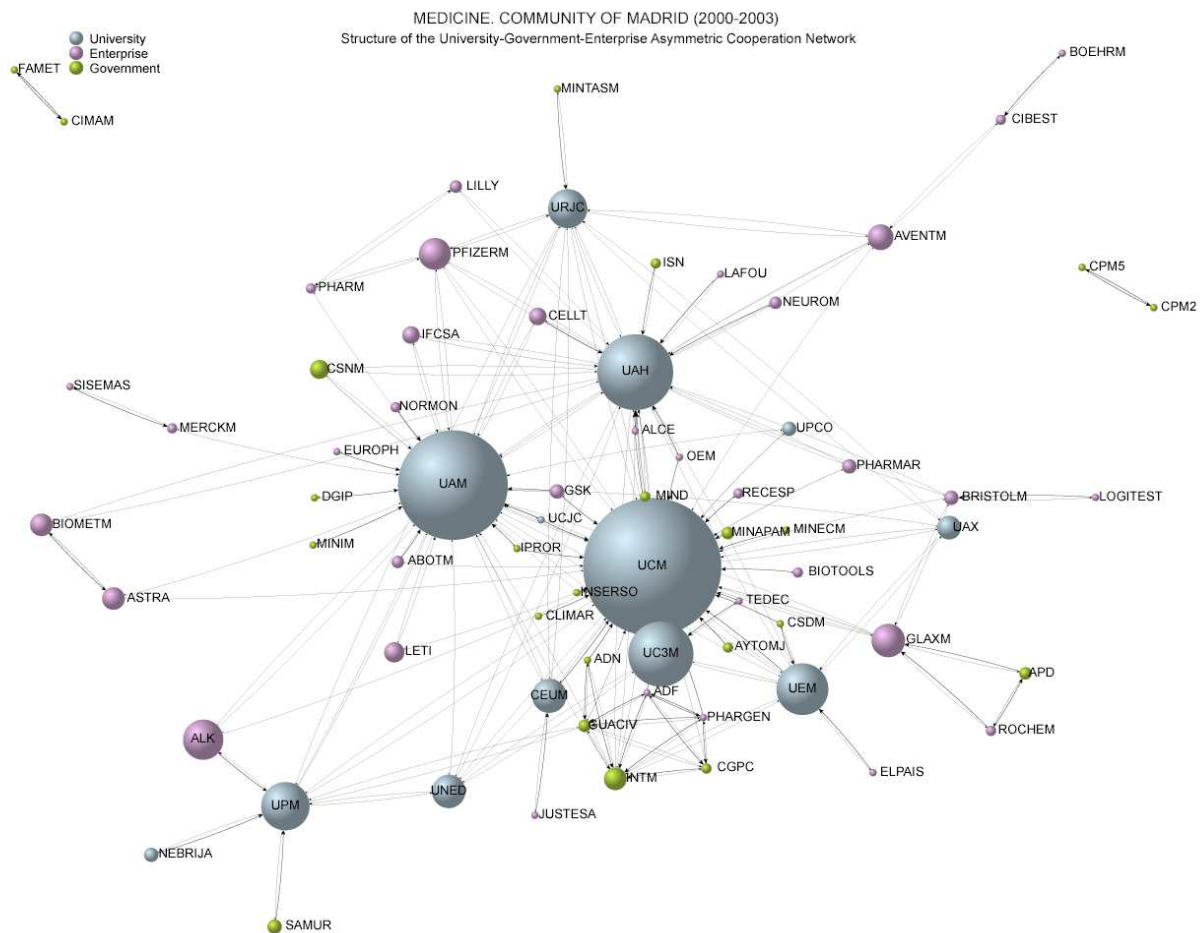 MEDICINE. COMMUNITY OF MADRID (2000-2003)
Structure of the University-Government-Enterprise Asymmetric Cooperation Network
University
Enterprise
Government
BOEHRM
FAMET
MINTASM
CIMAM
CIBEST
LILLY
URJC
AVENTM
PFIZERM
ISN
CPM5
LAFOU
PHARM
NEUROM
CPM2
CELLT
IFCSA
CSNM
UAH
SISEMAS
NORMON
MERCKM
ALCE
UPCO
EUROPH
OEM
PHARMAR
UAM
GSK
MIND
RECESP
DGIP
BRISTOLM
LOGITEST
UCJC
BIOMETM
UAX
MINAPAM
MINECM
MINIM
IPROR
ABOTM
UCM
BIOTOOLS
INSERSO
ASTRA
TEDEC
CLIMAR
CSDM
GLAXM
LETI
UC3M
AYTOMJ
ADN
APD
UEM
ADF
CEUM
PHARGEN
GUACIV
ROCHEM
ALK
CGPC
ELPAIS
INTM
UNED
UPM
JUSTESA
NEBRIJA
SAMUR